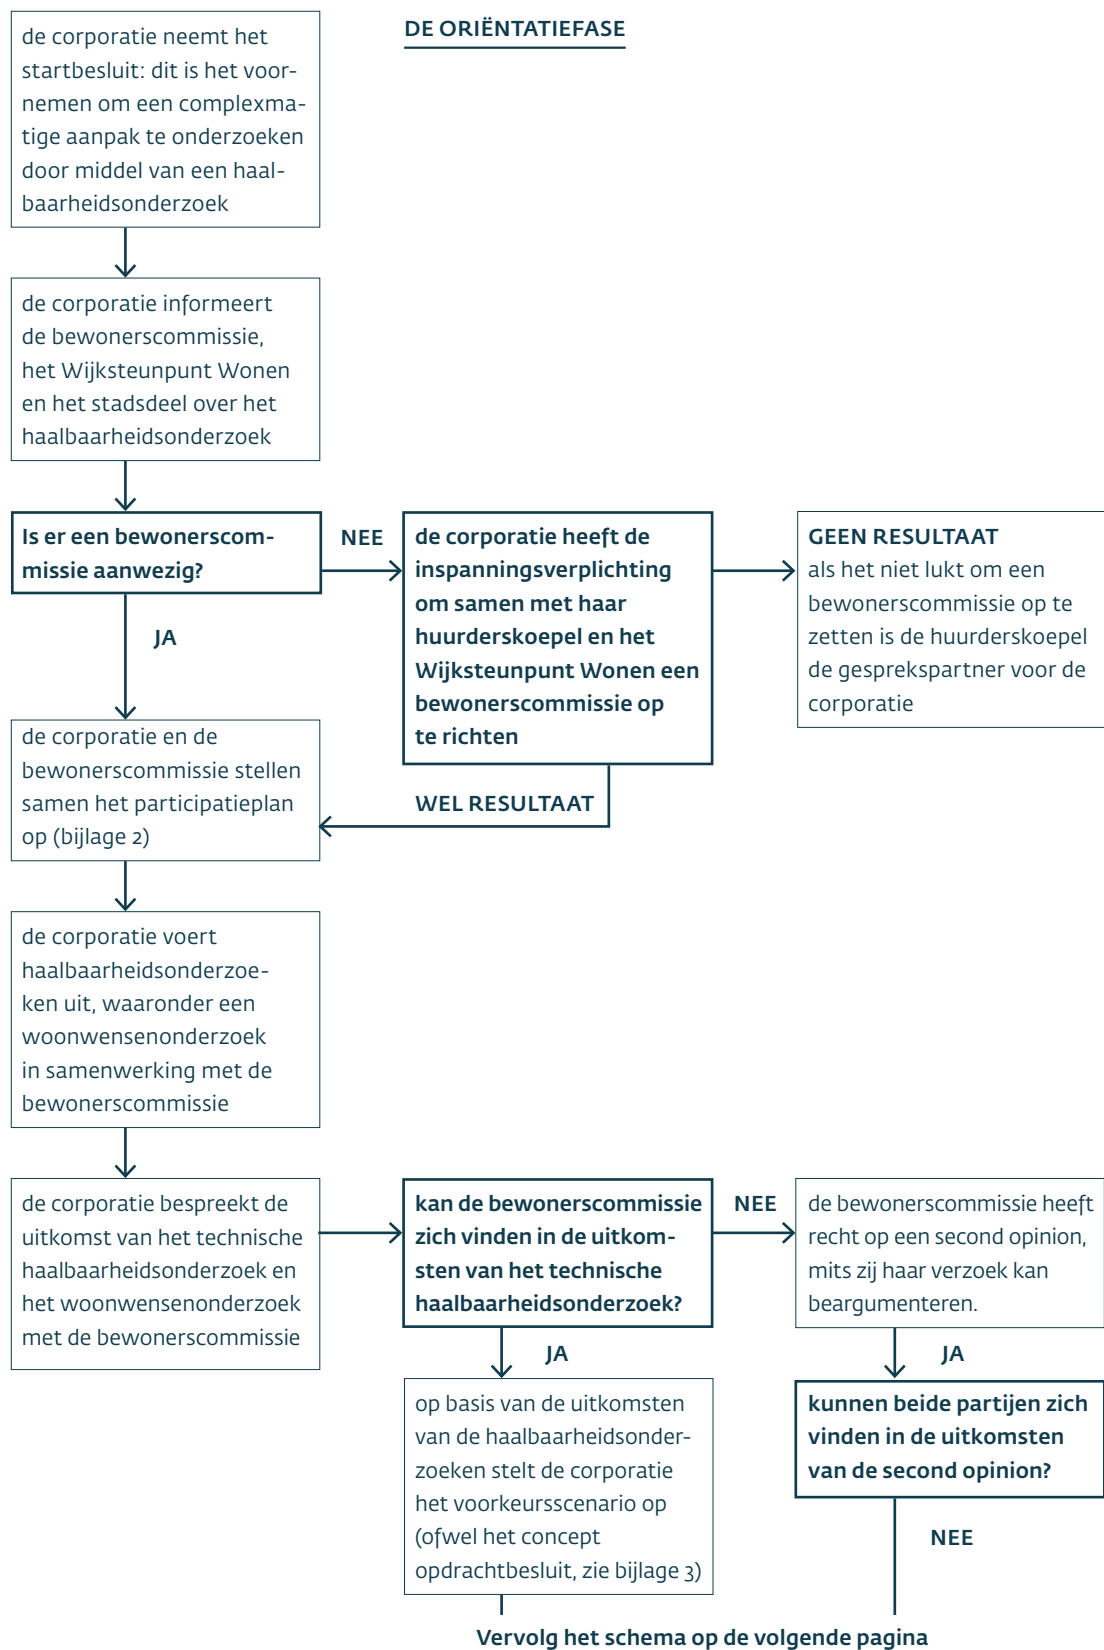 DE ORIËNTATIEFASE
de corporatie neemt het
startbesluit: dit is het voor-
nemen om een complexma-
tige aanpak te onderzoeken
door middel van een haal-
baarheidsonderzoek
de corporatie informeert
de bewonerscommissie,
het Wijksteunpunt Wonen
en het stadsdeel over het
haalbaarheidsonderzoek
Is er een bewonerscom-
missie aanwezig?
NEE
de corporatie heeft de
inspanningsverplichting
om samen met haar
huurderskoepel en het
Wijksteunpunt Wonen een
bewonerscommissie op
te richten
GEEN RESULTAAT
als het niet lukt om een
bewonerscommissie op te
zetten is de huurderskoepel
de gesprekspartner voor de
corporatie
JA
WEL RESULTAAT
de corporatie en de
bewonerscommissie stellen
samen het participatieplan
op (bijlage 2)
de corporatie voert
haalbaarheidsonderzoe-
ken uit, waaronder een
woonwensenonderzoek
in samenwerking met de
bewonerscommissie
de corporatie bespreekt de
uitkomst van het technische
haalbaarheidsonderzoek en
het woonwensenonderzoek
met de bewonerscommissie
kan de bewonerscommissie
zich vinden in de uitkom-
sten van het technische
haalbaarheidsonderzoek?
NEE
de bewonerscommissie heeft
recht op een second opinion,
mits zij haar verzoek kan
beargumenteren.
JA
op basis van de uitkomsten
van de haalbaarheidsonder-
zoeken stelt de corporatie
het voorkeursscenario op
(ofwel het concept
opdrachtbesluit, zie bijlage 3)
JA
kunnen beide partijen zich
vinden in de uitkomsten
van de second opinion?
NEE
Vervolg het schema op de volgende pagina